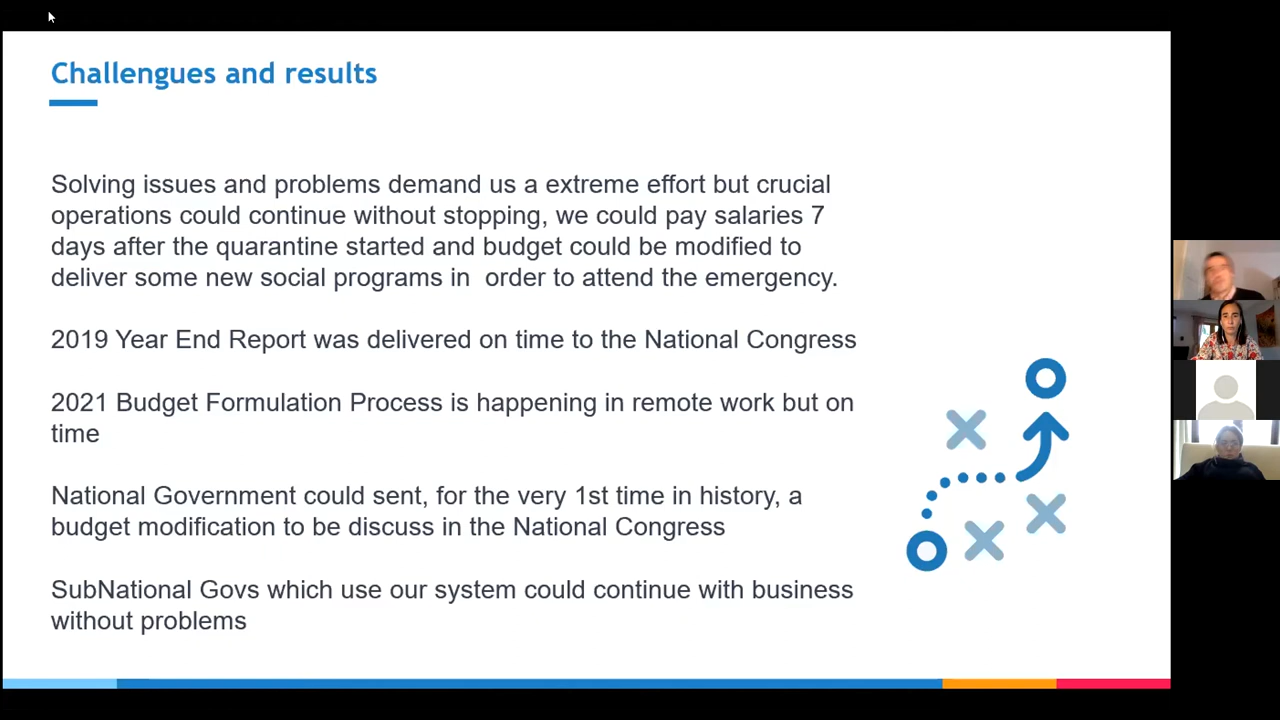 Challengues and results
Solving issues and problems demand us a extreme effort but crucial
operations could continue without stopping, we could pay salaries 7
days after the quarantine started and budget could be modified to
deliver some new social programs in  order to attend the emergency.
2019 Year End Report was delivered on time to the National Congress
2021 Budget Formulation Process is happening in remote work but on
time
National Government could sent, for the very 1st time in history, a
budget modification to be discuss in the National Congress
SubNational Govs which use our system could continue with business
without problems